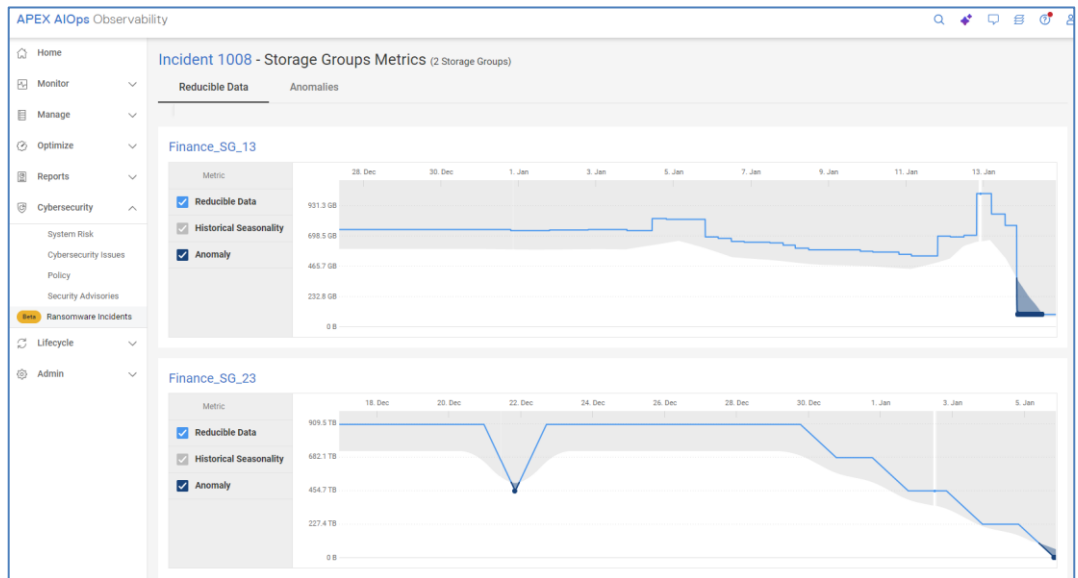 APEX AIOps Observability
Home
Monitor
Manage
Optimize
Reports
Cybersecurity
System Risk
Cybersecurity Issues
Policy
Security Advisories
Beta Ransomware Incidents
Lifecycle
Admin
Incident 1008 - Storage Groups Metrics (2 Storage Groups)
Reducible Data Anomalies
Finance_SG_13
Metric
Reducible Data
Historical Seasonality
Anomaly
28. Dec 30. Dec 1. Jan 3. Jan 5. Jan 7. Jan 9. Jan 11. Jan 13. Jan
931.3 GB
698.5 GB
465.7 GB
232.8 GB
0 B
Finance_SG_23
Metric
Reducible Data
Historical Seasonality
Anomaly
18. Dec 20. Dec 22. Dec 24. Dec 26. Dec 28. Dec 30. Dec 1. Jan 3. Jan 5. Jan
909.5 TB
682.1 TB
454.7 TB
227.4 TB
0 B